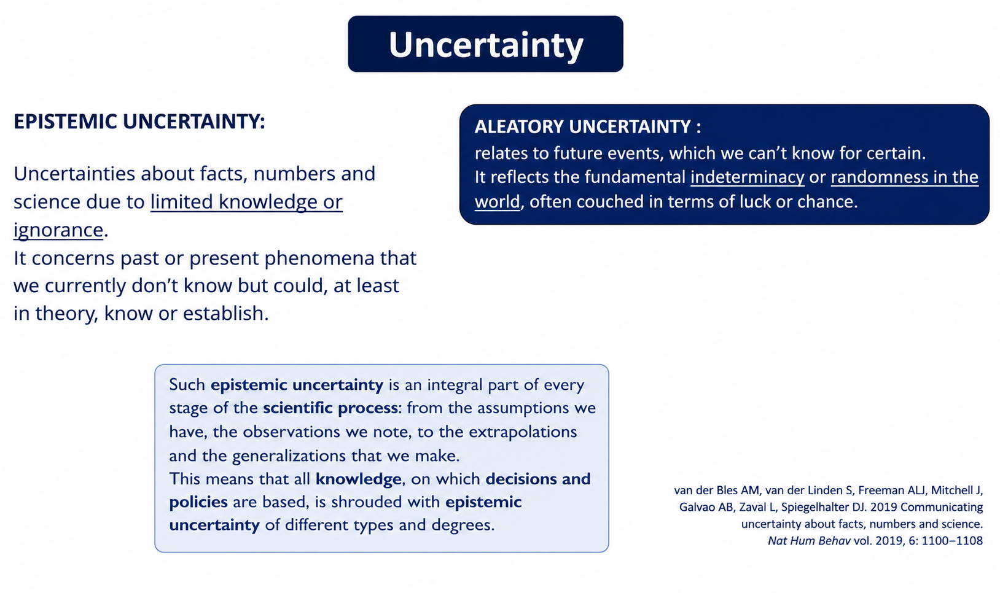 Uncertainty
EPISTEMIC UNCERTAINTY:
Uncertainties about facts, numbers and
science due to limited knowledge or
ignorance.
It concerns past or present phenomena that
we currently don’t know but could, at least
in theory, know or establish.
ALEATORY UNCERTAINTY :
relates to future events, which we can’t know for certain.
It reflects the fundamental indeterminacy or randomness in the
world, often couched in terms of luck or chance.
Such epistemic uncertainty is an integral part of every
stage of the scientific process: from the assumptions we
have, the observations we note, to the extrapolations
and the generalizations that we make.
This means that all knowledge, on which decisions and
policies are based, is shrouded with epistemic
uncertainty of different types and degrees.
van der Bles AM, van der Linden S, Freeman ALJ, Mitchell J,
Galvao AB, Zaval L, Spiegelhalter DJ. 2019 Communicating
uncertainty about facts, numbers and science.
Nat Hum Behav vol. 2019, 6: 1100–1108